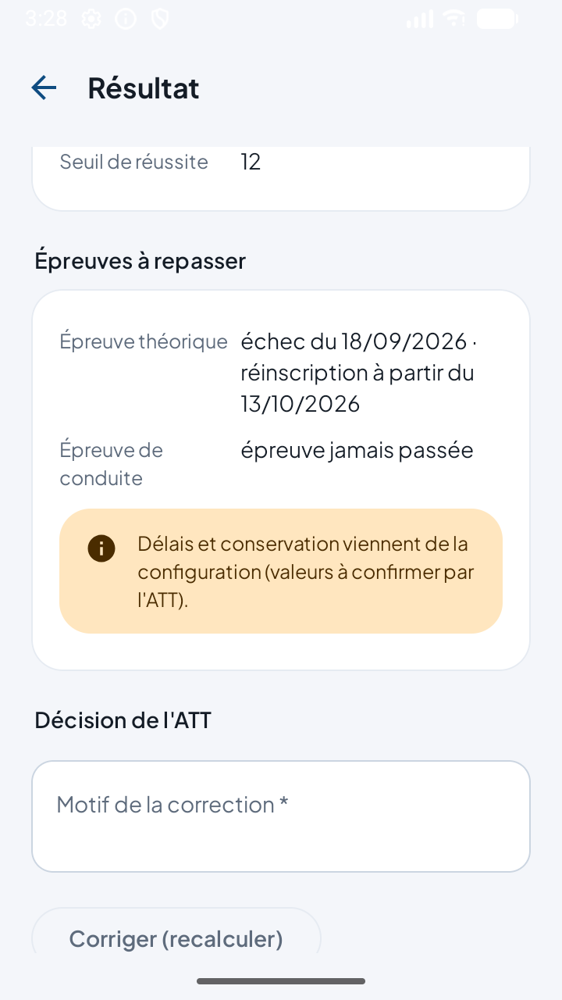 3:28
Résultat
Seuil de réussite 12
Épreuves à repasser
Épreuve théorique échec du 18/09/2026 ·
réinscription à partir du
13/10/2026
Épreuve de épreuve jamais passée
conduite
Délais et conservation viennent de la
configuration (valeurs à confirmer par
l'ATT).
Décision de l'ATT
Motif de la correction *
Corriger (recalculer)